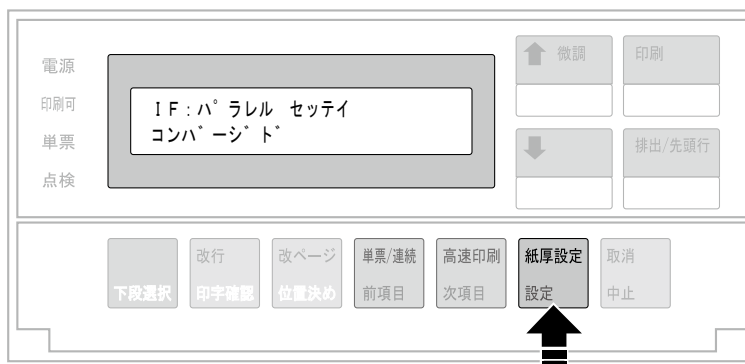 電源
印刷可
単票
点検
IF:パラレル セッテイ
コンバージド
微調
印刷
排出/先頭行
下段選択
改行
印字確認
改ページ
位置決め
単票/連続
前項目
高速印刷
次項目
紙厚設定
設定
取消
中止